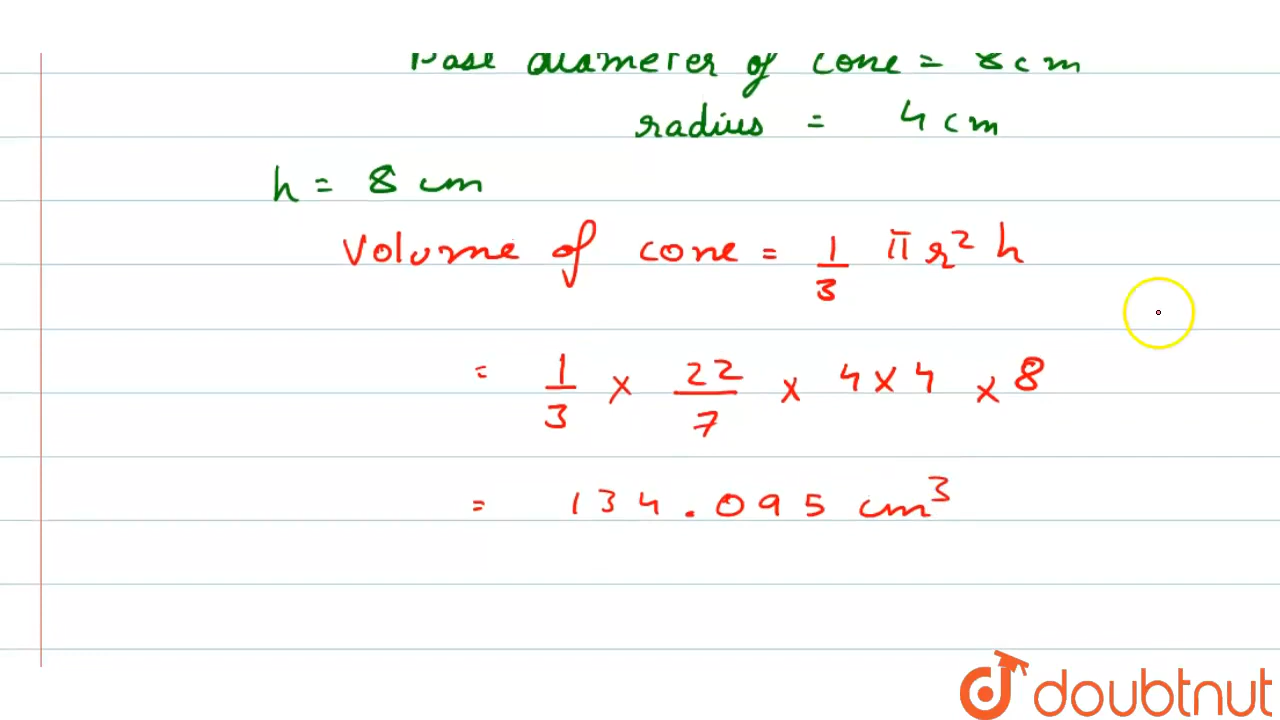 Base diameter of cone = 8 cm
radius = 4 cm
h = 8 cm
Volume of cone = 1/3 π r² h
= 1/3 × 22/7 × 4 × 4 × 8
= 134.095 cm³
doubtnut